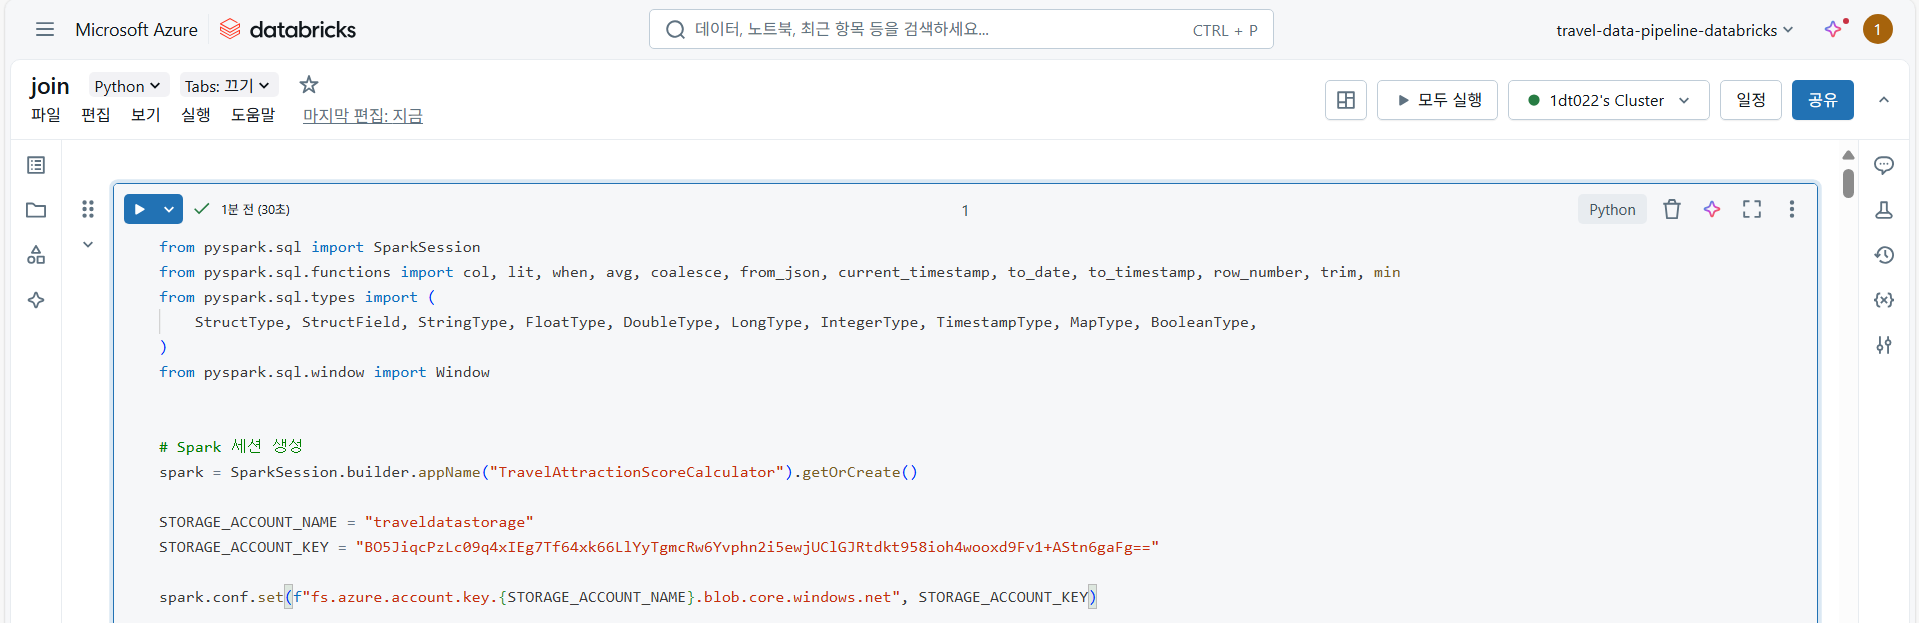 Microsoft Azure databricks 데이터, 노트북, 최근 항목 등을 검색하세요... CTRL + P travel-data-pipeline-databricks 1
join Python Tabs: 끄기
파일 편집 보기 실행 도움말 마지막 편집: 지금
모두 실행 1dt022's Cluster 일정 공유
1분 전 (30초) 1 Python
from pyspark.sql import SparkSession
from pyspark.sql.functions import col, lit, when, avg, coalesce, from_json, current_timestamp, to_date, to_timestamp, row_number, trim, min
from pyspark.sql.types import (
    StructType, StructField, StringType, FloatType, DoubleType, LongType, IntegerType, TimestampType, MapType, BooleanType,
)
from pyspark.sql.window import Window
# Spark 세션 생성
spark = SparkSession.builder.appName("TravelAttractionScoreCalculator").getOrCreate()
STORAGE_ACCOUNT_NAME = "traveldatastorage"
STORAGE_ACCOUNT_KEY = "BO5JiqcPzLc09q4xIEg7Tf64xk66LlYyTgmcRw6Yvphn2i5ewjUClGJRtdkt958ioh4wooxd9Fv1+AStn6gaFg=="
spark.conf.set(f"fs.azure.account.key.{STORAGE_ACCOUNT_NAME}.blob.core.windows.net", STORAGE_ACCOUNT_KEY)